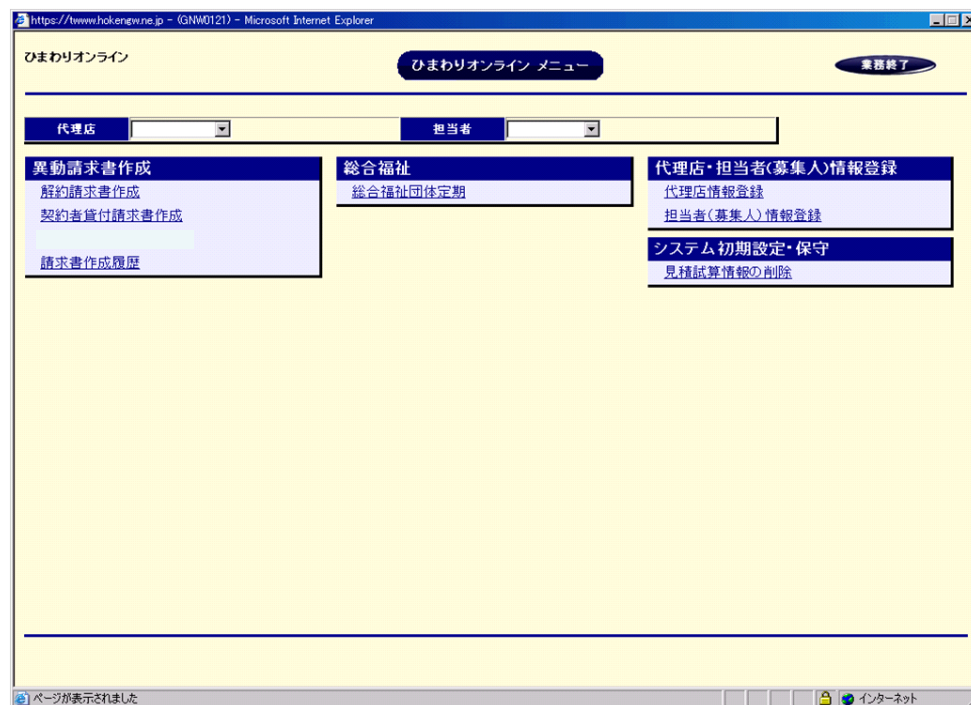 https://twww.hokengw.ne.jp - (GNW0121) - Microsoft Internet Explorer
ひまわりオンライン
ひまわりオンライン メニュー
業務終了
代理店
担当者
異動請求書作成
解約請求書作成
契約者貸付請求書作成
請求書作成履歴
総合福祉
総合福祉団体定期
代理店・担当者(募集人)情報登録
代理店情報登録
担当者(募集人)情報登録
システム初期設定・保守
見積試算情報の削除
ページが表示されました
インターネット